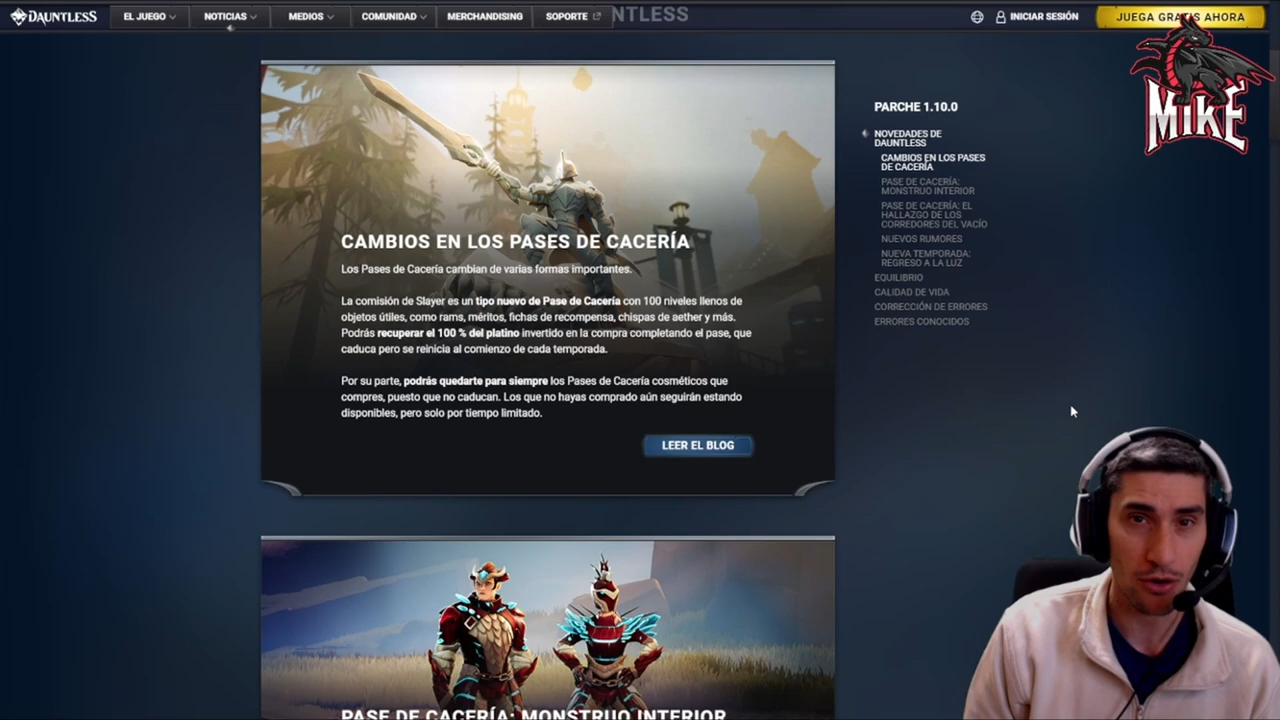 DAUNTLESS
EL JUEGO
NOTICIAS
MEDIOS
COMUNIDAD
MERCHANDISING
SOPORTE
NTLESS
INICIAR SESIÓN
JUEGA GRATIS AHORA
MIKE
CAMBIOS EN LOS PASES DE CACERÍA
Los Pases de Cacería cambian de varias formas importantes.
La comisión de Slayer es un tipo nuevo de Pase de Cacería con 100 niveles llenos de
objetos útiles, como rams, méritos, fichas de recompensa, chispas de aether y más.
Podrás recuperar el 100 % del platino invertido en la compra completando el pase, que
caduca pero se reinicia al comienzo de cada temporada.
Por su parte, podrás quedarte para siempre los Pases de Cacería cosméticos que
compres, puesto que no caducan. Los que no hayas comprado aún seguirán estando
disponibles, pero solo por tiempo limitado.
LEER EL BLOG
PASE DE CACERÍA: MONSTRUO INTERIOR
PARCHE 1.10.0
NOVEDADES DE
DAUNTLESS
CAMBIOS EN LOS PASES
DE CACERÍA
PASE DE CACERÍA:
MONSTRUO INTERIOR
PASE DE CACERÍA: EL
HALLAZGO DE LOS
CORREDORES DEL VACÍO
NUEVOS RUMORES
NUEVA TEMPORADA:
REGRESO A LA LUZ
EQUILIBRIO
CALIDAD DE VIDA
CORRECCIÓN DE ERRORES
ERRORES CONOCIDOS